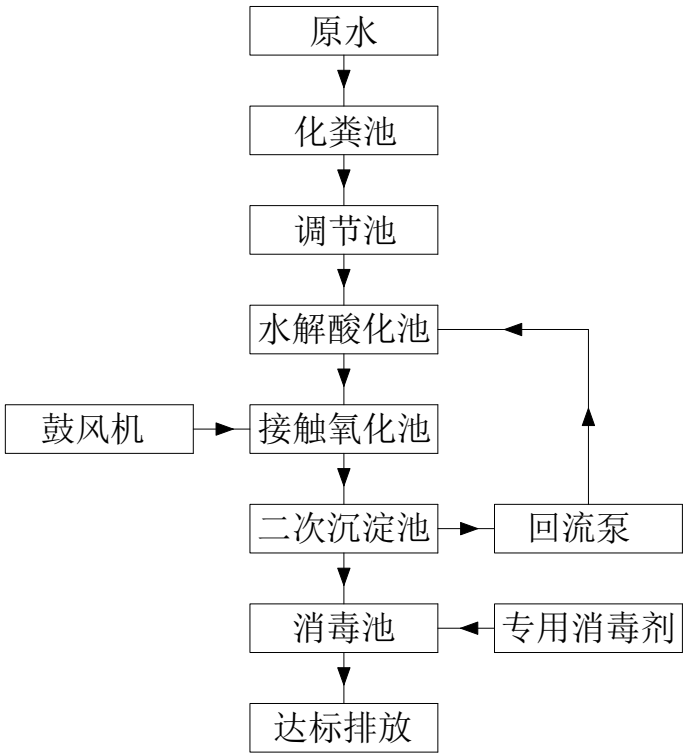 原水
化粪池
调节池
水解酸化池
鼓风机
接触氧化池
二次沉淀池
回流泵
消毒池
专用消毒剂
达标排放